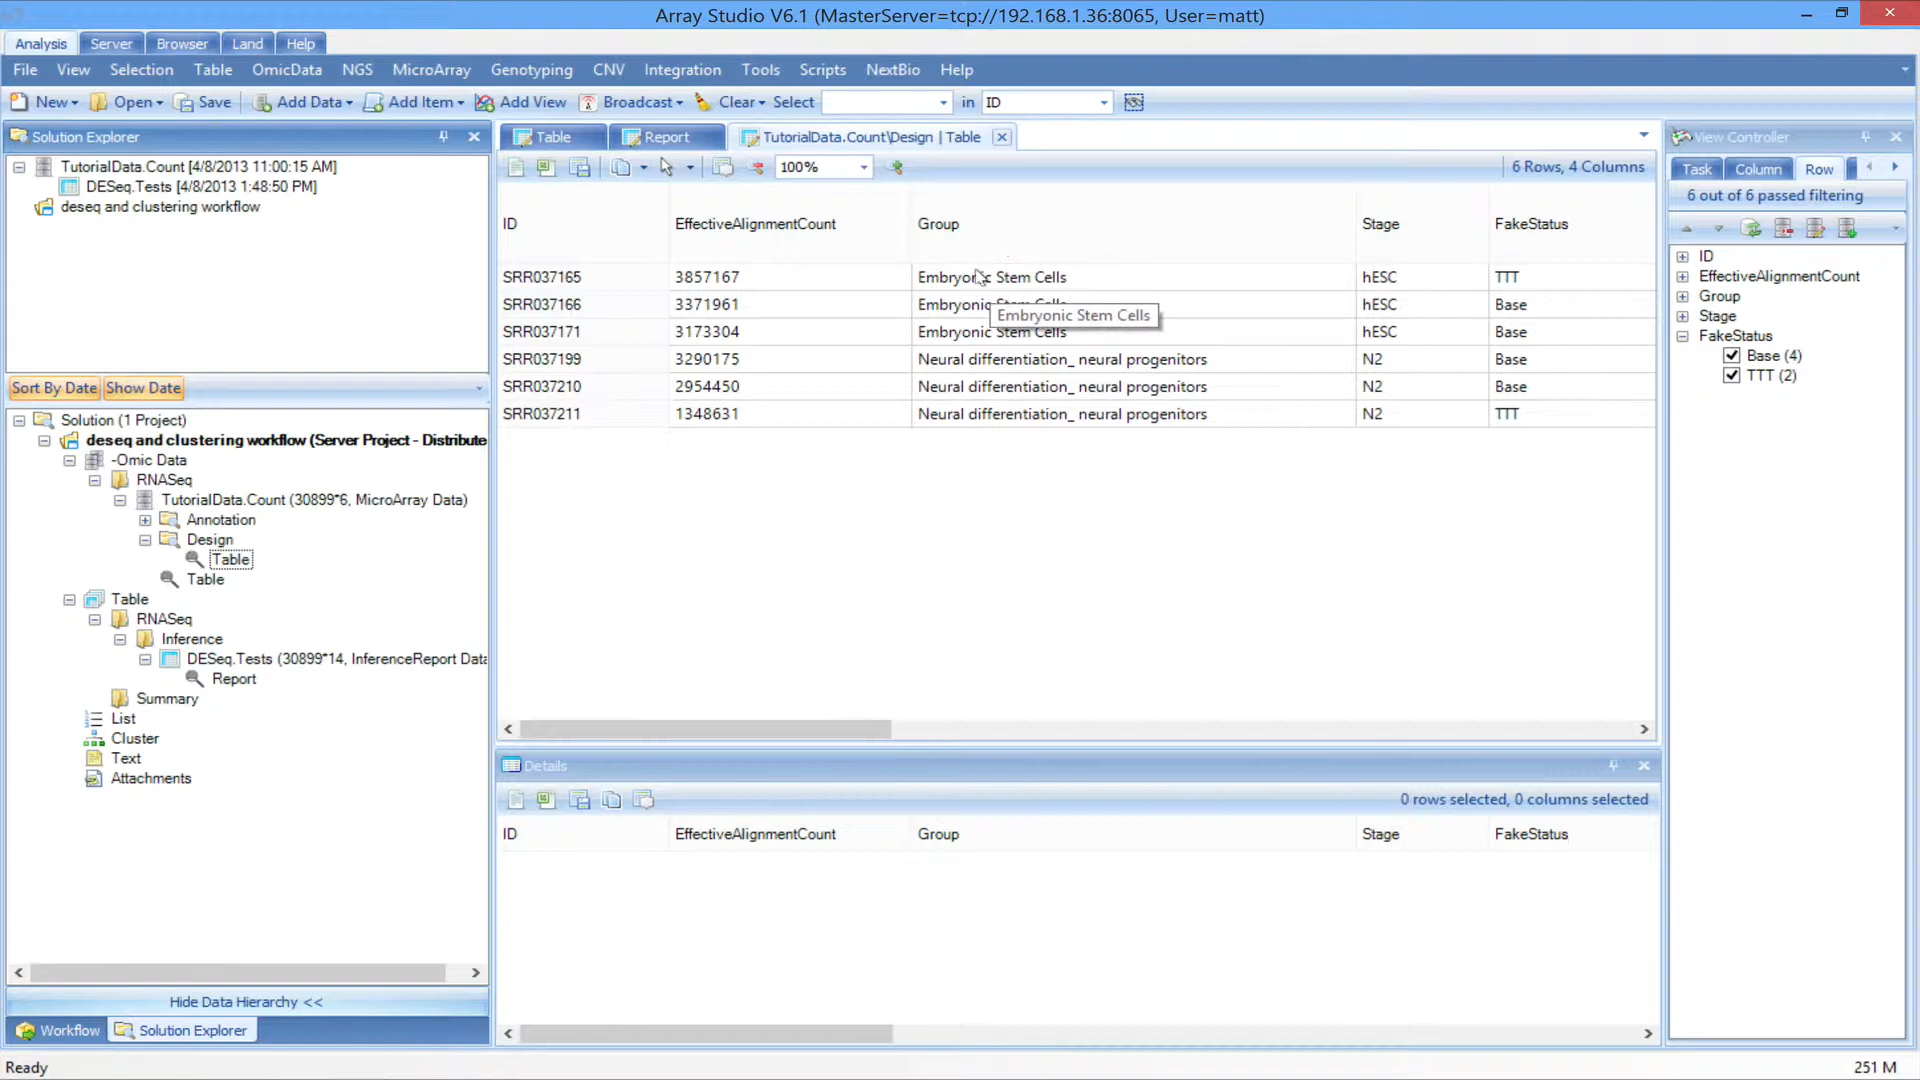 Array Studio V6.1 (MasterServer=tcp://192.168.1.36:8065, User=matt)
Analysis Server Browser Land Help
File View Selection Table OmicData NGS MicroArray Genotyping CNV Integration Tools Scripts NextBio Help
New Open Save Add Data Add Item Add View Broadcast Clear Select in ID
Solution Explorer
TutorialData.Count [4/8/2013 11:00:15 AM]
DESeq.Tests [4/8/2013 1:48:50 PM]
deseq and clustering workflow
Sort By Date Show Date
Solution (1 Project)
deseq and clustering workflow (Server Project - Distribute
-Omic Data
RNASeq
TutorialData.Count (30899*6, MicroArray Data)
Annotation
Design
Table
Table
Table
RNASeq
Inference
DESeq.Tests (30899*14, InferenceReport Data
Report
Summary
List
Cluster
Text
Attachments
Hide Data Hierarchy <<
Workflow Solution Explorer
Table Report TutorialData.Count\Design | Table
100% 6 Rows, 4 Columns
ID EffectiveAlignmentCount Group Stage FakeStatus
SRR037165 3857167 Embryonic Stem Cells hESC TTT
SRR037166 3371961 Embryonic Stem Cells hESC Base
Embryonic Stem Cells
SRR037171 3173304 Embryonic Stem Cells hESC Base
SRR037199 3290175 Neural differentiation_ neural progenitors N2 Base
SRR037210 2954450 Neural differentiation_ neural progenitors N2 Base
SRR037211 1348631 Neural differentiation_ neural progenitors N2 TTT
Details
0 rows selected, 0 columns selected
ID EffectiveAlignmentCount Group Stage FakeStatus
View Controller
Task Column Row
6 out of 6 passed filtering
ID
EffectiveAlignmentCount
Group
Stage
FakeStatus
Base (4)
TTT (2)
Ready 251 M